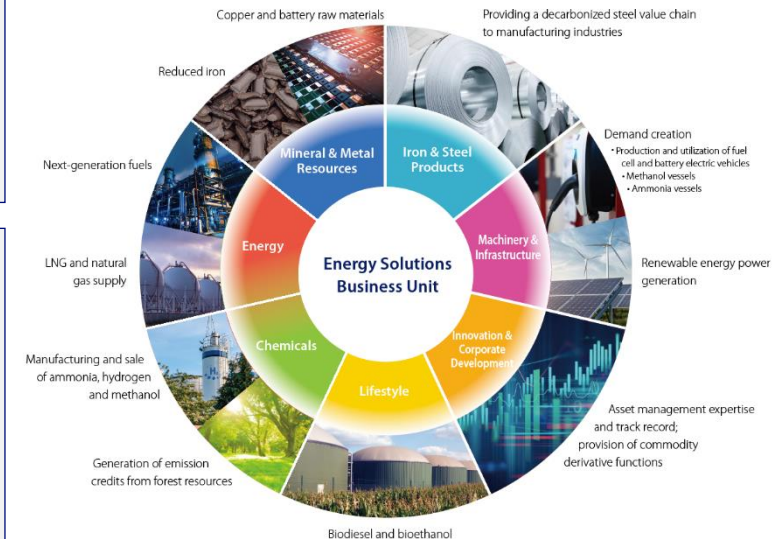 Copper and battery raw materials
Providing a decarbonized steel value chain
to manufacturing industries
Reduced iron
Demand creation
・Production and utilization of fuel
cell and battery electric vehicles
・Methanol vessels
・Ammonia vessels
Mineral & Metal
Resources
Iron & Steel
Products
Next-generation fuels
Energy
Machinery &
Infrastructure
Energy Solutions
Business Unit
LNG and natural
gas supply
Renewable energy power
generation
Chemicals
Innovation &
Corporate
Development
Manufacturing and sale
of ammonia, hydrogen
and methanol
Lifestyle
Asset management expertise
and track record;
provision of commodity
derivative functions
Generation of emission
credits from forest resources
Biodiesel and bioethanol